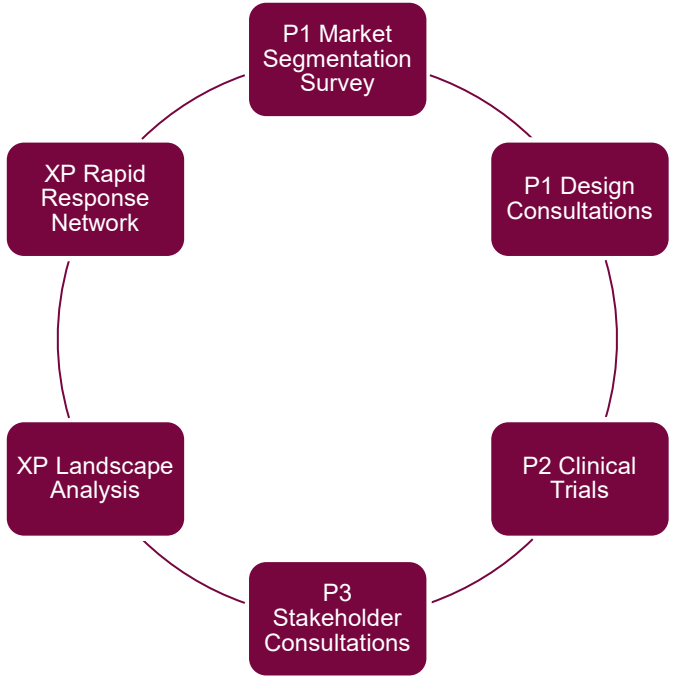 P1 Market
Segmentation
Survey
P1 Design
Consultations
P2 Clinical
Trials
P3
Stakeholder
Consultations
XP Landscape
Analysis
XP Rapid
Response
Network